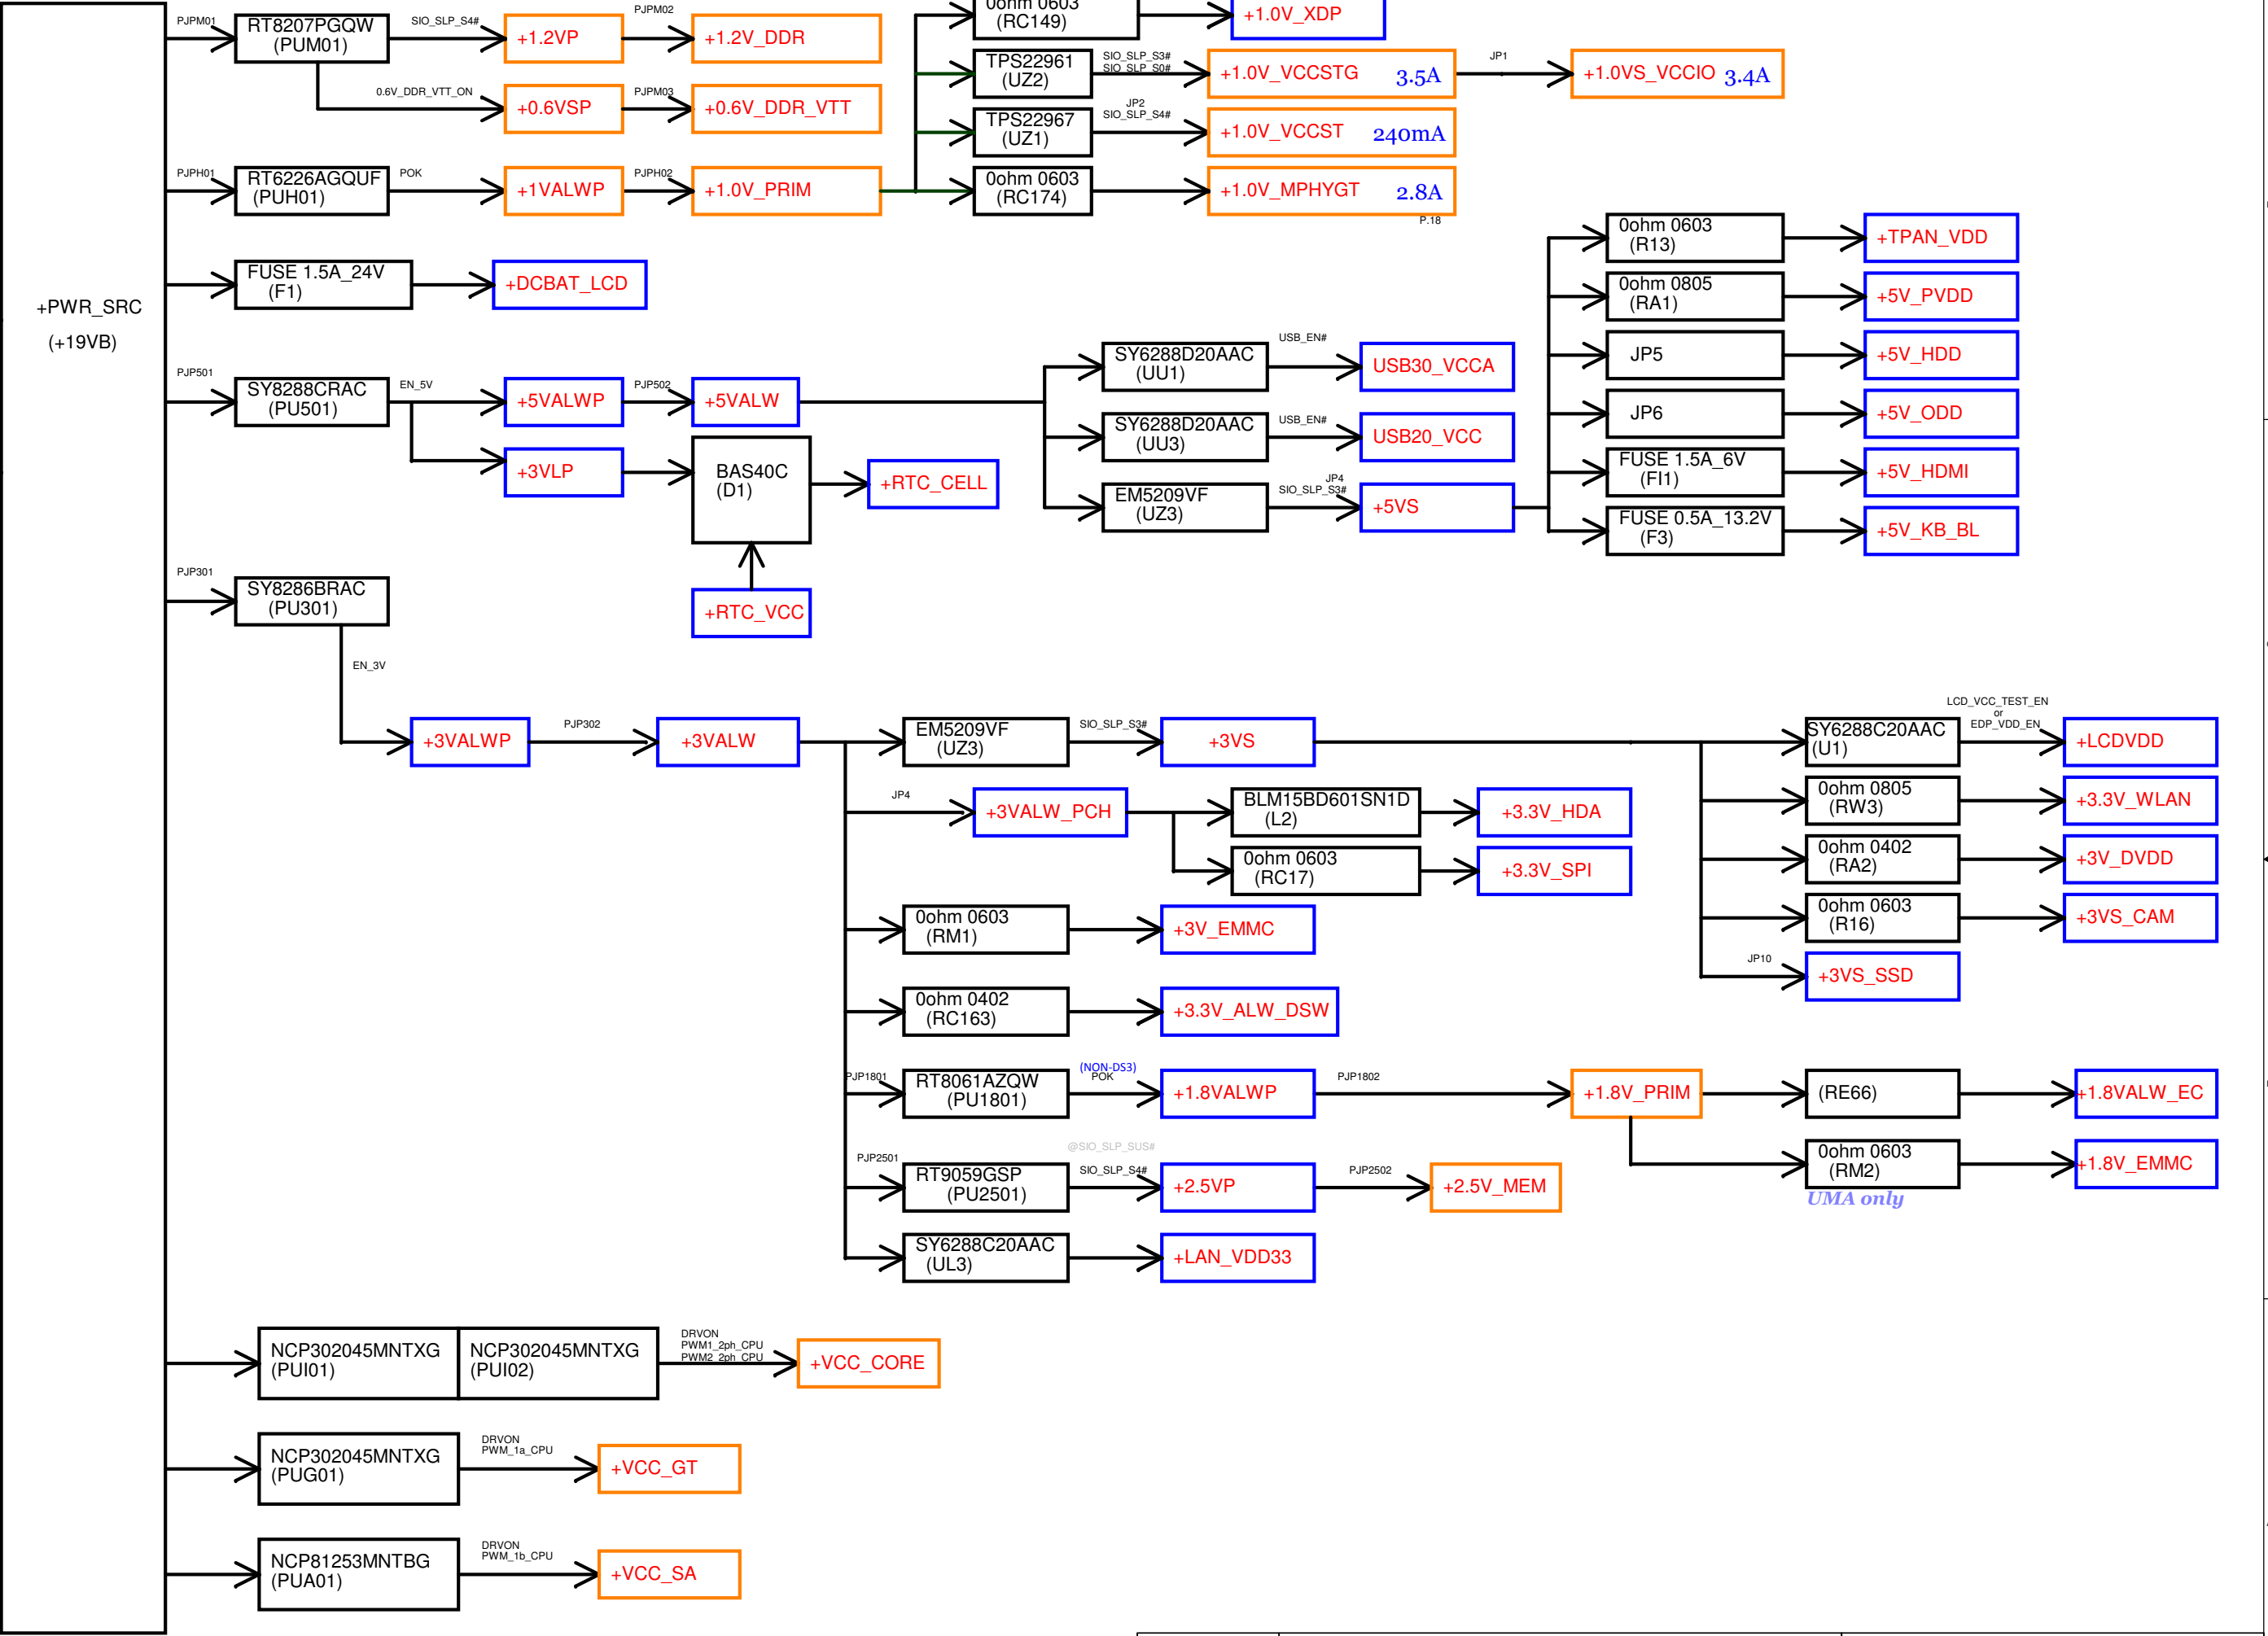 +PWR_SRC
(+19VB)
PJPM01
RT8207PGQW
(PUM01)
SIO_SLP_S4#
+1.2VP
PJPM02
+1.2V_DDR
0.6V_DDR_VTT_ON
+0.6VSP
PJPM03
+0.6V_DDR_VTT
PJPH01
RT6226AGQUF
(PUH01)
POK
+1VALWP
PJPH02
+1.0V_PRIM
0ohm 0603
(RC149)
+1.0V_XDP
TPS22961
(UZ2)
SIO_SLP_S3#
SIO_SLP_S0#
+1.0V_VCCSTG 3.5A
JP1
+1.0VS_VCCIO 3.4A
TPS22967
(UZ1)
JP2
SIO_SLP_S4#
+1.0V_VCCST 240mA
0ohm 0603
(RC174)
+1.0V_MPHYGT 2.8A
P.18
FUSE 1.5A_24V
(F1)
+DCBAT_LCD
PJP501
SY8288CRAC
(PU501)
EN_5V
+5VALWP
PJP502
+5VALW
+3VLP
BAS40C
(D1)
+RTC_CELL
+RTC_VCC
SY6288D20AAC
(UU1)
USB_EN#
USB30_VCCA
SY6288D20AAC
(UU3)
USB_EN#
USB20_VCC
EM5209VF
(UZ3)
JP4
SIO_SLP_S3#
+5VS
0ohm 0603
(R13)
+TPAN_VDD
0ohm 0805
(RA1)
+5V_PVDD
JP5
+5V_HDD
JP6
+5V_ODD
FUSE 1.5A_6V
(FI1)
+5V_HDMI
FUSE 0.5A_13.2V
(F3)
+5V_KB_BL
PJP301
SY8286BRAC
(PU301)
EN_3V
+3VALWP
PJP302
+3VALW
EM5209VF
(UZ3)
SIO_SLP_S3#
+3VS
SY6288C20AAC
(U1)
LCD_VCC_TEST_EN
or
EDP_VDD_EN
+LCDVDD
0ohm 0805
(RW3)
+3.3V_WLAN
0ohm 0402
(RA2)
+3V_DVDD
0ohm 0603
(R16)
+3VS_CAM
JP10
+3VS_SSD
JP4
+3VALW_PCH
BLM15BD601SN1D
(L2)
+3.3V_HDA
0ohm 0603
(RC17)
+3.3V_SPI
0ohm 0603
(RM1)
+3V_EMMC
0ohm 0402
(RC163)
+3.3V_ALW_DSW
PJP1801
RT8061AZQW
(PU1801)
(NON-DS3)
POK
+1.8VALWP
PJP1802
+1.8V_PRIM
(RE66)
+1.8VALW_EC
0ohm 0603
(RM2)
+1.8V_EMMC
UMA only
@SIO_SLP_SUS#
PJP2501
RT9059GSP
(PU2501)
SIO_SLP_S4#
+2.5VP
PJP2502
+2.5V_MEM
SY6288C20AAC
(UL3)
+LAN_VDD33
NCP302045MNTXG
(PUI01)
NCP302045MNTXG
(PUI02)
DRVON
PWM1_2ph_CPU
PWM2_2ph_CPU
+VCC_CORE
NCP302045MNTXG
(PUG01)
DRVON
PWM_1a_CPU
+VCC_GT
NCP81253MNTBG
(PUA01)
DRVON
PWM_1b_CPU
+VCC_SA